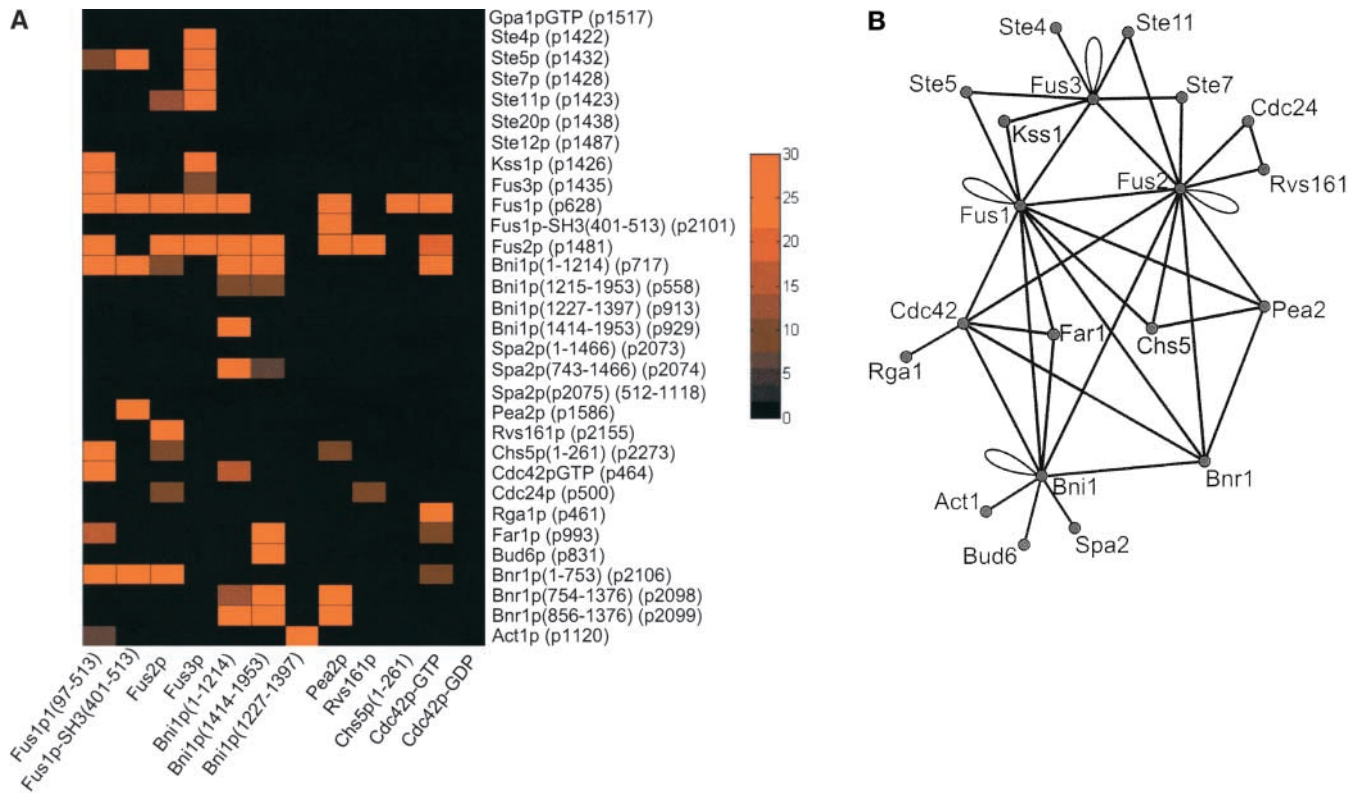 A
Gpa1pGTP (p1517)
Ste4p (p1422)
Ste5p (p1432)
Ste7p (p1428)
Ste11p (p1423)
Ste20p (p1438)
Ste12p (p1487)
Kss1p (p1426)
Fus3p (p1435)
Fus1p (p628)
Fus1p-SH3(401-513) (p2101)
Fus2p (p1481)
Bni1p(1-1214) (p717)
Bni1p(1215-1953) (p558)
Bni1p(1227-1397) (p913)
Bni1p(1414-1953) (p929)
Spa2p(1-1466) (p2073)
Spa2p(743-1466) (p2074)
Spa2p(p2075) (512-1118)
Pea2p (p1586)
Rvs161p (p2155)
Chs5p(1-261) (p2273)
Cdc42pGTP (p464)
Cdc24p (p500)
Rga1p (p461)
Far1p (p993)
Bud6p (p831)
Bnr1p(1-753) (p2106)
Bnr1p(754-1376) (p2098)
Bnr1p(856-1376) (p2099)
Act1p (p1120)
Fus1p1(97-513)
Fus1p-SH3(401-513)
Fus2p
Fus3p
Bni1p(1-1214)
Bni1p(1414-1953)
Bni1p(1227-1397)
Pea2p
Rvs161p
Chs5p(1-261)
Cdc42p-GTP
Cdc42p-GDP
30
25
20
15
10
5
0
B
Ste4
Ste11
Ste5
Fus3
Ste7
Cdc24
Kss1
Rvs161
Fus2
Fus1
Cdc42
Far1
Chs5
Pea2
Rga1
Bni1
Bnr1
Act1
Bud6
Spa2